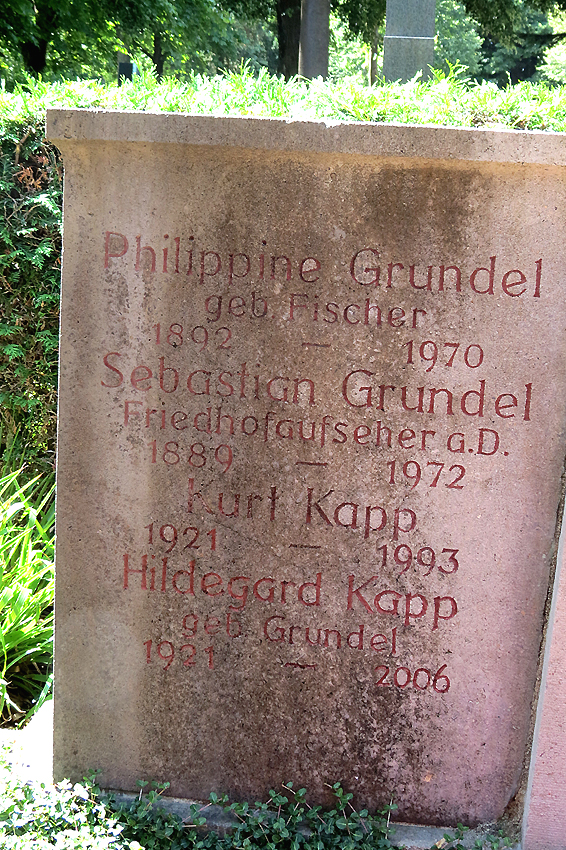 Philippine Grundel
geb. Fischer
1892 – 1970
Sebastian Grundel
Friedhofaufseher a.D.
1889 – 1972
Kurt Kapp
1921 – 1993
Hildegard Kapp
geb. Grundel
1921 – 2006